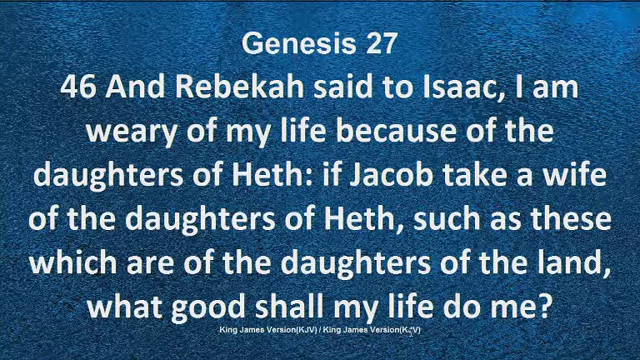 Genesis 27
46 And Rebekah said to Isaac, I am
weary of my life because of the
daughters of Heth: if Jacob take a wife
of the daughters of Heth, such as these
which are of the daughters of the land,
what good shall my life do me?
King James Version(KJV) / King James Version(KJV)